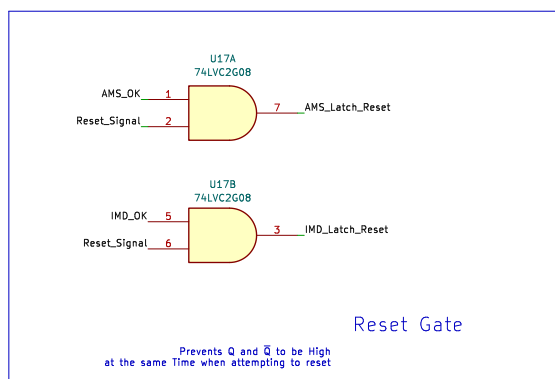 U17A
74LVC2G08
AMS_OK 1
7 AMS_Latch_Reset
Reset_Signal 2
U17B
74LVC2G08
IMD_OK 5
3 IMD_Latch_Reset
Reset_Signal 6
Reset Gate
Prevents Q and Q̅ to be High
at the same Time when attempting to reset